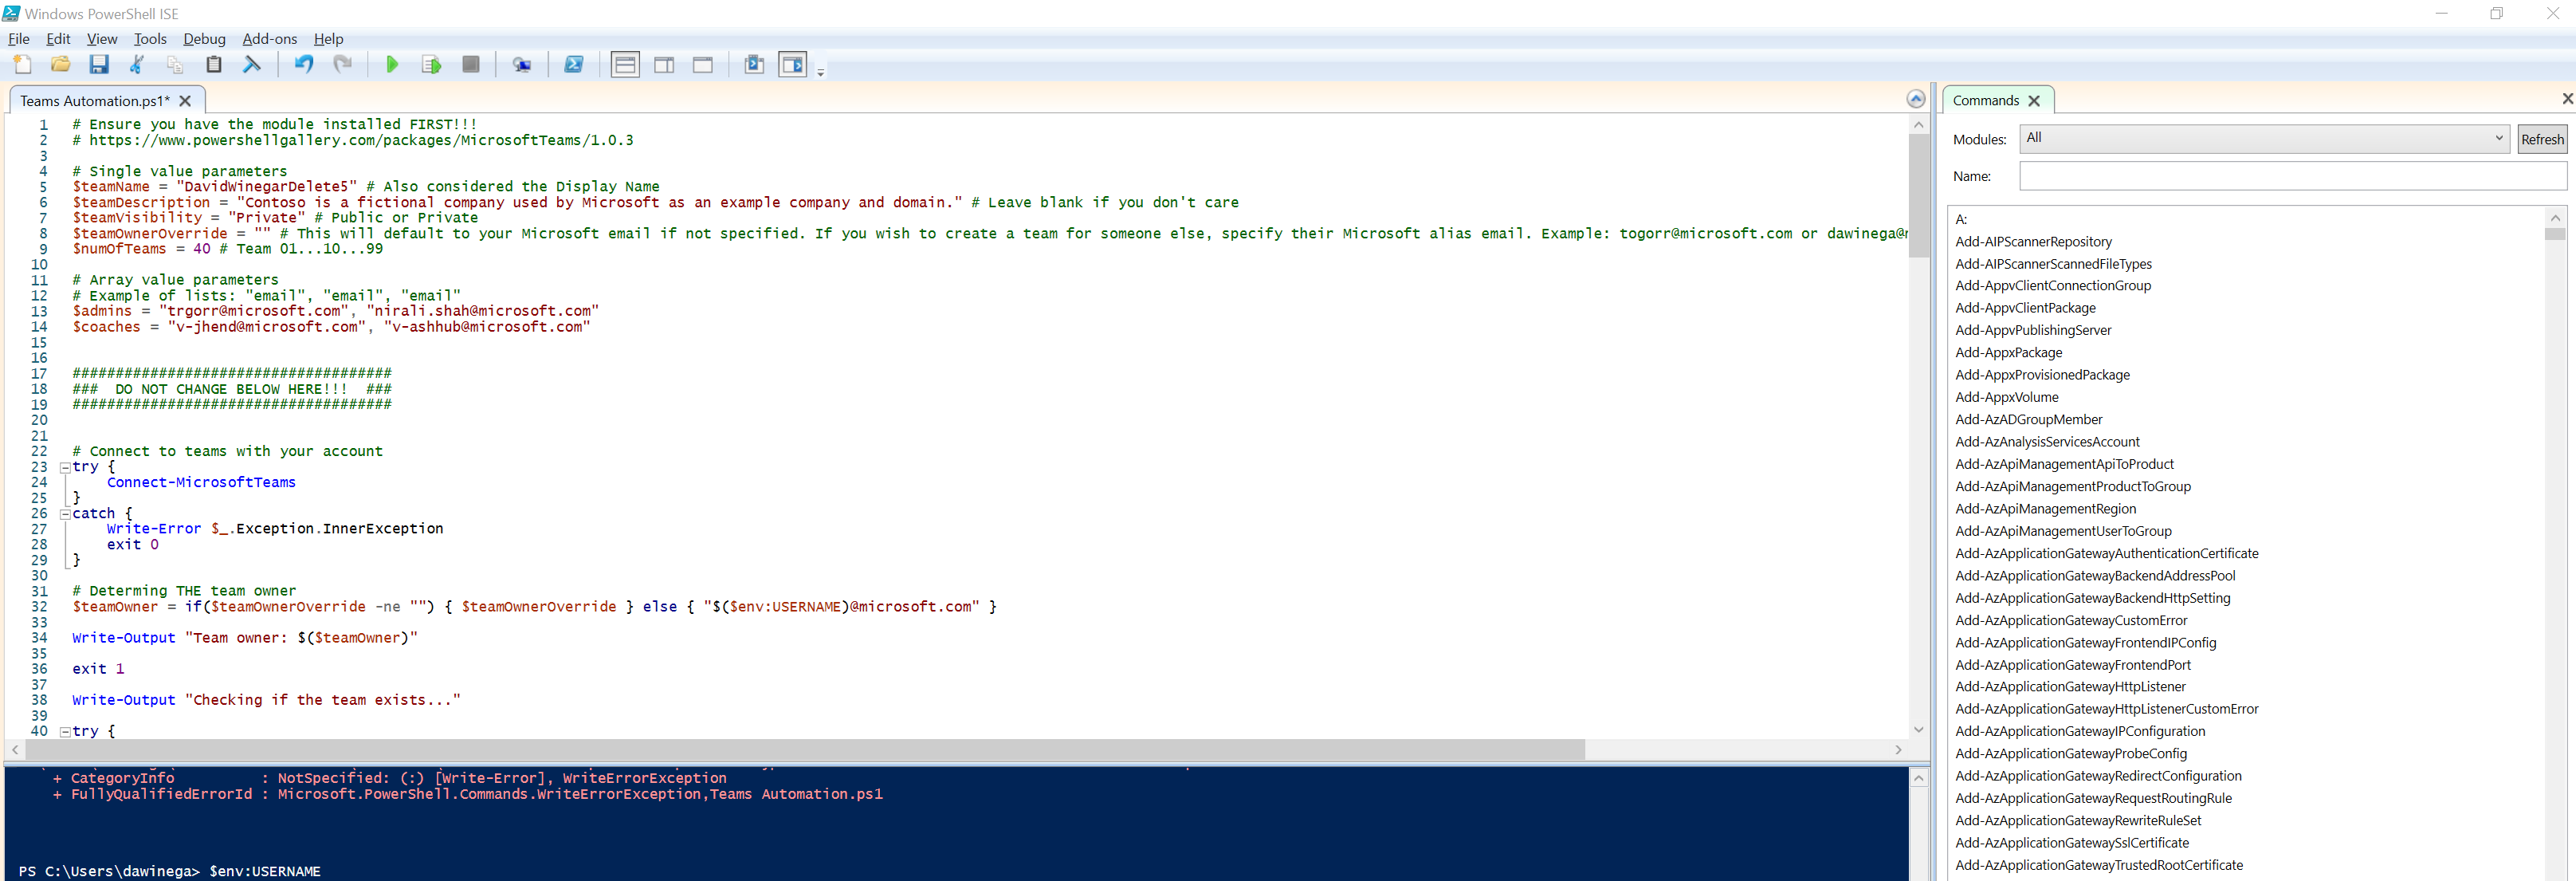 Windows PowerShell ISE
File Edit View Tools Debug Add-ons Help
Teams Automation.ps1*
1 # Ensure you have the module installed FIRST!!!
2 # https://www.powershellgallery.com/packages/MicrosoftTeams/1.0.3
3
4 # Single value parameters
5 $teamName = "DavidWinegarDelete5" # Also considered the Display Name
6 $teamDescription = "Contoso is a fictional company used by Microsoft as an example company and domain." # Leave blank if you don't care
7 $teamVisibility = "Private" # Public or Private
8 $teamOwnerOverride = "" # This will default to your Microsoft email if not specified. If you wish to create a team for someone else, specify their Microsoft alias email. Example: togorr@microsoft.com or dawinega@
9 $numOfTeams = 40 # Team 01...10...99
10
11 # Array value parameters
12 # Example of lists: "email", "email", "email"
13 $admins = "trgorr@microsoft.com", "nirali.shah@microsoft.com"
14 $coaches = "v-jhend@microsoft.com", "v-ashhub@microsoft.com"
15
16
17 #####################################
18 ### DO NOT CHANGE BELOW HERE!!! ###
19 #####################################
20
21
22 # Connect to teams with your account
23 try {
24 Connect-MicrosoftTeams
25 }
26 catch {
27 Write-Error $_.Exception.InnerException
28 exit 0
29 }
30
31 # Determing THE team owner
32 $teamOwner = if($teamOwnerOverride -ne "") { $teamOwnerOverride } else { "$($env:USERNAME)@microsoft.com" }
33
34 Write-Output "Team owner: $($teamOwner)"
35
36 exit 1
37
38 Write-Output "Checking if the team exists..."
39
40 try {
+ CategoryInfo : NotSpecified: (:) [Write-Error], WriteErrorException
+ FullyQualifiedErrorId : Microsoft.PowerShell.Commands.WriteErrorException,Teams Automation.ps1
PS C:\Users\dawinega> $env:USERNAME
Commands
Modules: All Refresh
Name:
A:
Add-AIPScannerRepository
Add-AIPScannerScannedFileTypes
Add-AppvClientConnectionGroup
Add-AppvClientPackage
Add-AppvPublishingServer
Add-AppxPackage
Add-AppxProvisionedPackage
Add-AppxVolume
Add-AzADGroupMember
Add-AzAnalysisServicesAccount
Add-AzApiManagementApiToProduct
Add-AzApiManagementProductToGroup
Add-AzApiManagementRegion
Add-AzApiManagementUserToGroup
Add-AzApplicationGatewayAuthenticationCertificate
Add-AzApplicationGatewayBackendAddressPool
Add-AzApplicationGatewayBackendHttpSetting
Add-AzApplicationGatewayCustomError
Add-AzApplicationGatewayFrontendIPConfig
Add-AzApplicationGatewayFrontendPort
Add-AzApplicationGatewayHttpListener
Add-AzApplicationGatewayHttpListenerCustomError
Add-AzApplicationGatewayIPConfiguration
Add-AzApplicationGatewayProbeConfig
Add-AzApplicationGatewayRedirectConfiguration
Add-AzApplicationGatewayRequestRoutingRule
Add-AzApplicationGatewayRewriteRuleSet
Add-AzApplicationGatewaySslCertificate
Add-AzApplicationGatewayTrustedRootCertificate